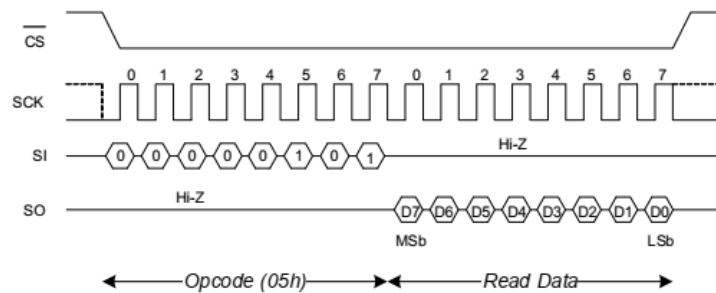 CS
0 1 2 3 4 5 6 7 0 1 2 3 4 5 6 7
SCK
Hi-Z
SI 0 0 0 0 0 1 0 1
Hi-Z
SO D7 D6 D5 D4 D3 D2 D1 D0
MSb LSb
Opcode (05h) Read Data